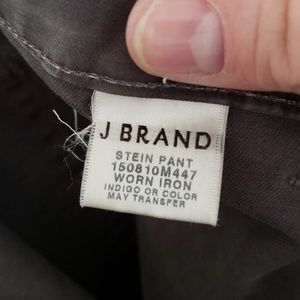 J BRAND
STEIN PANT
150810M447
WORN IRON
INDIGO OR COLOR
MAY TRANSFER